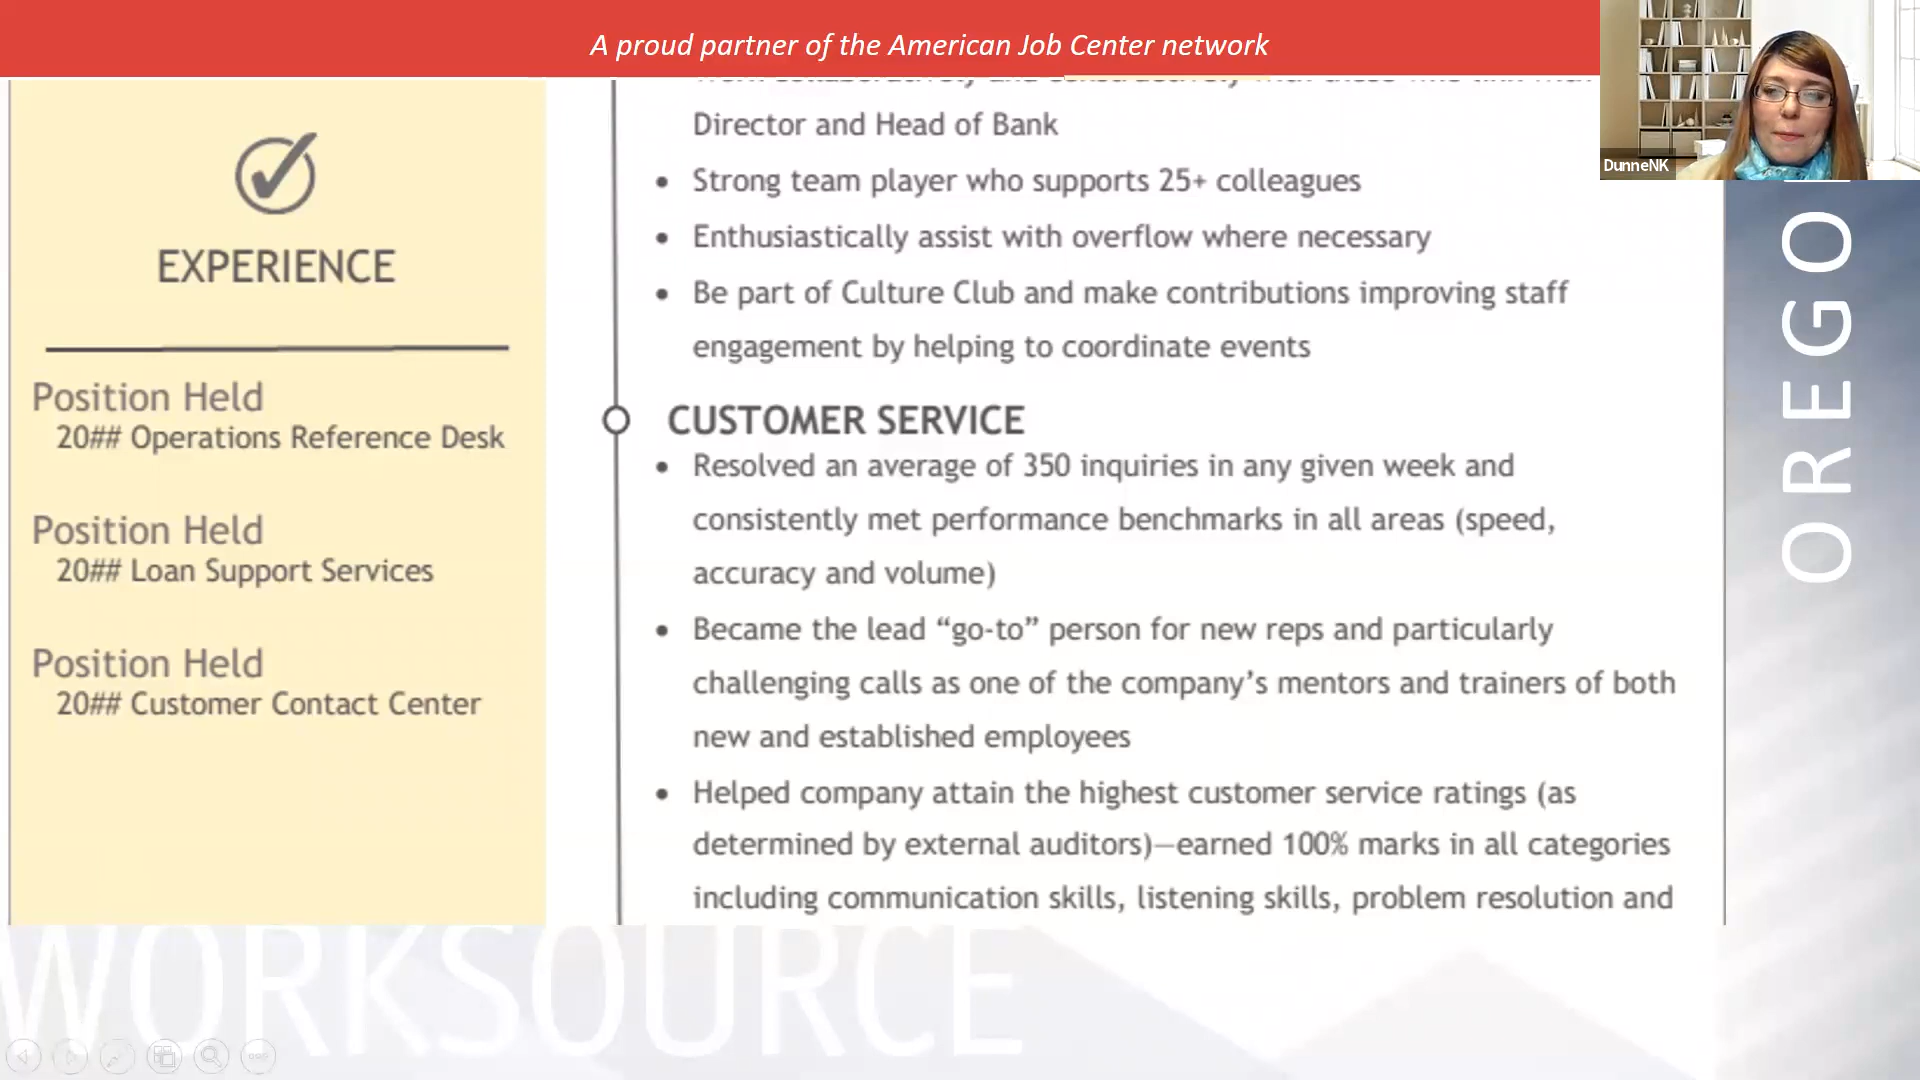 A proud partner of the American Job Center network
DunneNK
EXPERIENCE
Position Held
20## Operations Reference Desk
Position Held
20## Loan Support Services
Position Held
20## Customer Contact Center
Director and Head of Bank
• Strong team player who supports 25+ colleagues
• Enthusiastically assist with overflow where necessary
• Be part of Culture Club and make contributions improving staff
engagement by helping to coordinate events
CUSTOMER SERVICE
• Resolved an average of 350 inquiries in any given week and
consistently met performance benchmarks in all areas (speed,
accuracy and volume)
• Became the lead “go-to” person for new reps and particularly
challenging calls as one of the company’s mentors and trainers of both
new and established employees
• Helped company attain the highest customer service ratings (as
determined by external auditors)—earned 100% marks in all categories
including communication skills, listening skills, problem resolution and
OREGO
WORKSOURCE